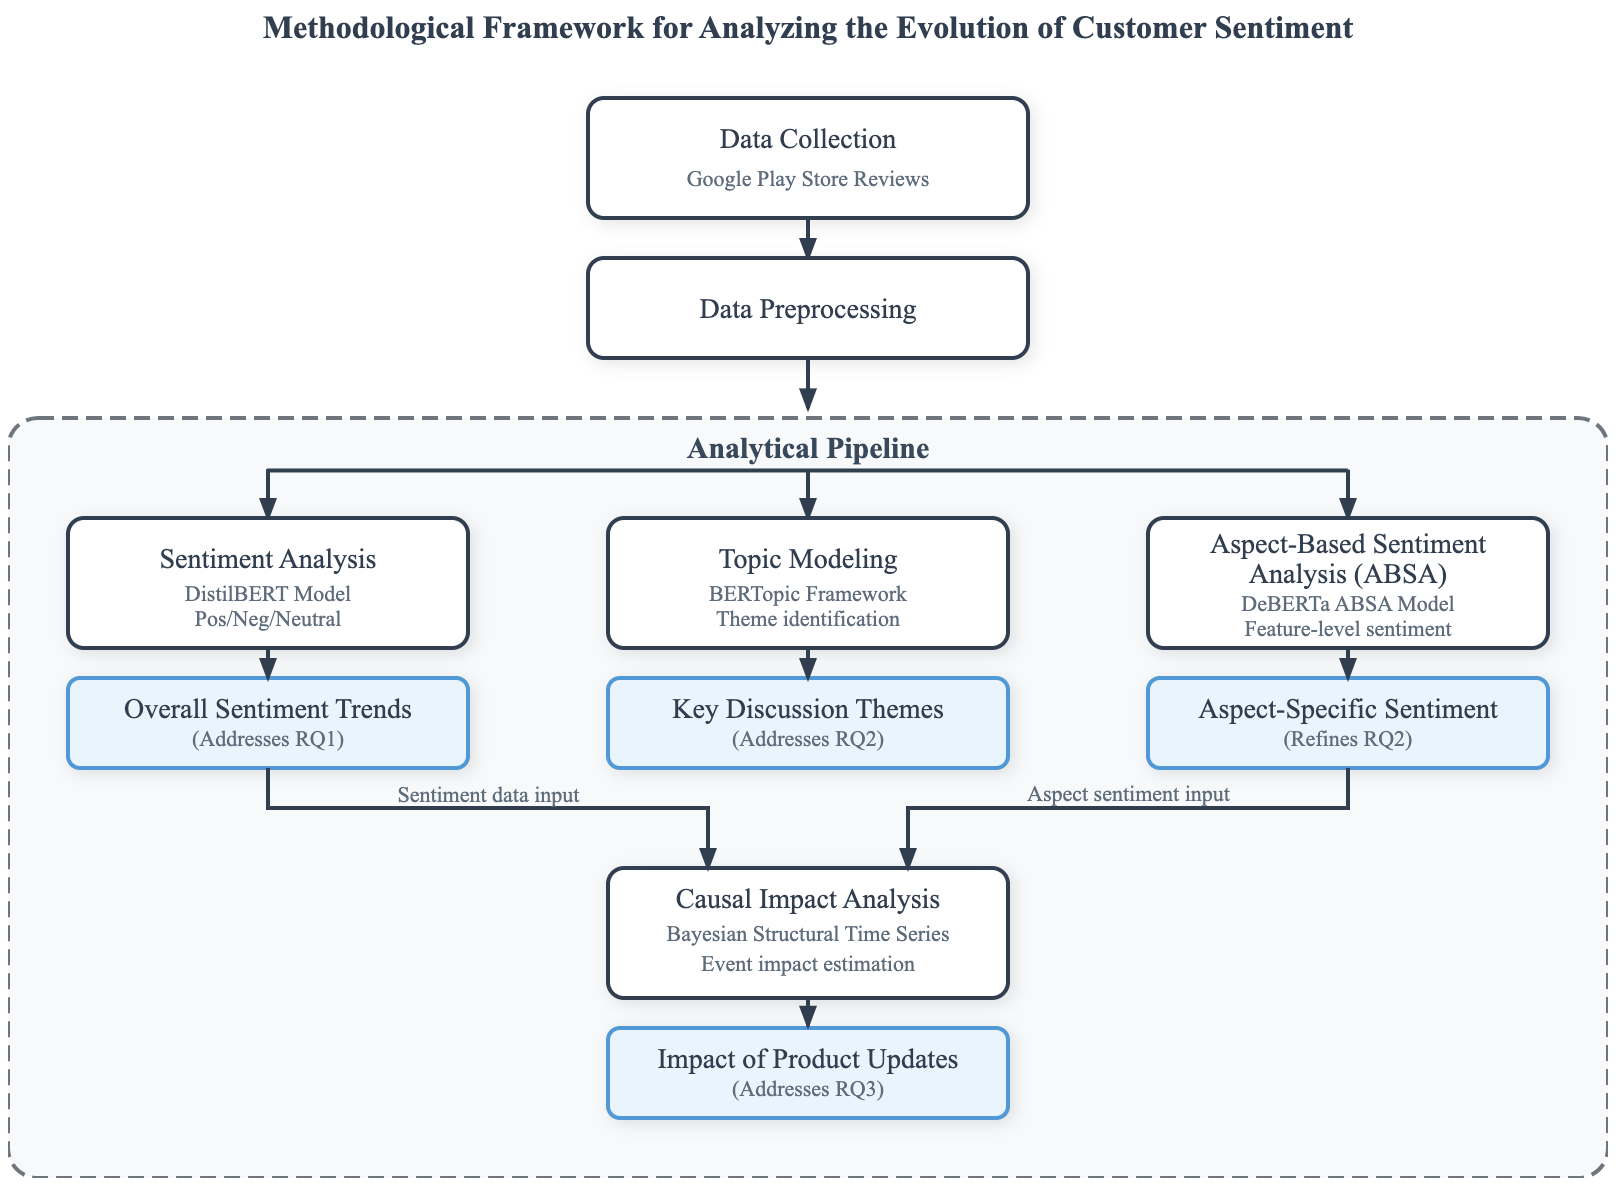 Methodological Framework for Analyzing the Evolution of Customer Sentiment
Data Collection
Google Play Store Reviews
Data Preprocessing
Analytical Pipeline
Sentiment Analysis
DistilBERT Model
Pos/Neg/Neutral
Topic Modeling
BERTopic Framework
Theme identification
Aspect-Based Sentiment
Analysis (ABSA)
DeBERTa ABSA Model
Feature-level sentiment
Overall Sentiment Trends
(Addresses RQ1)
Key Discussion Themes
(Addresses RQ2)
Aspect-Specific Sentiment
(Refines RQ2)
Sentiment data input
Aspect sentiment input
Causal Impact Analysis
Bayesian Structural Time Series
Event impact estimation
Impact of Product Updates
(Addresses RQ3)